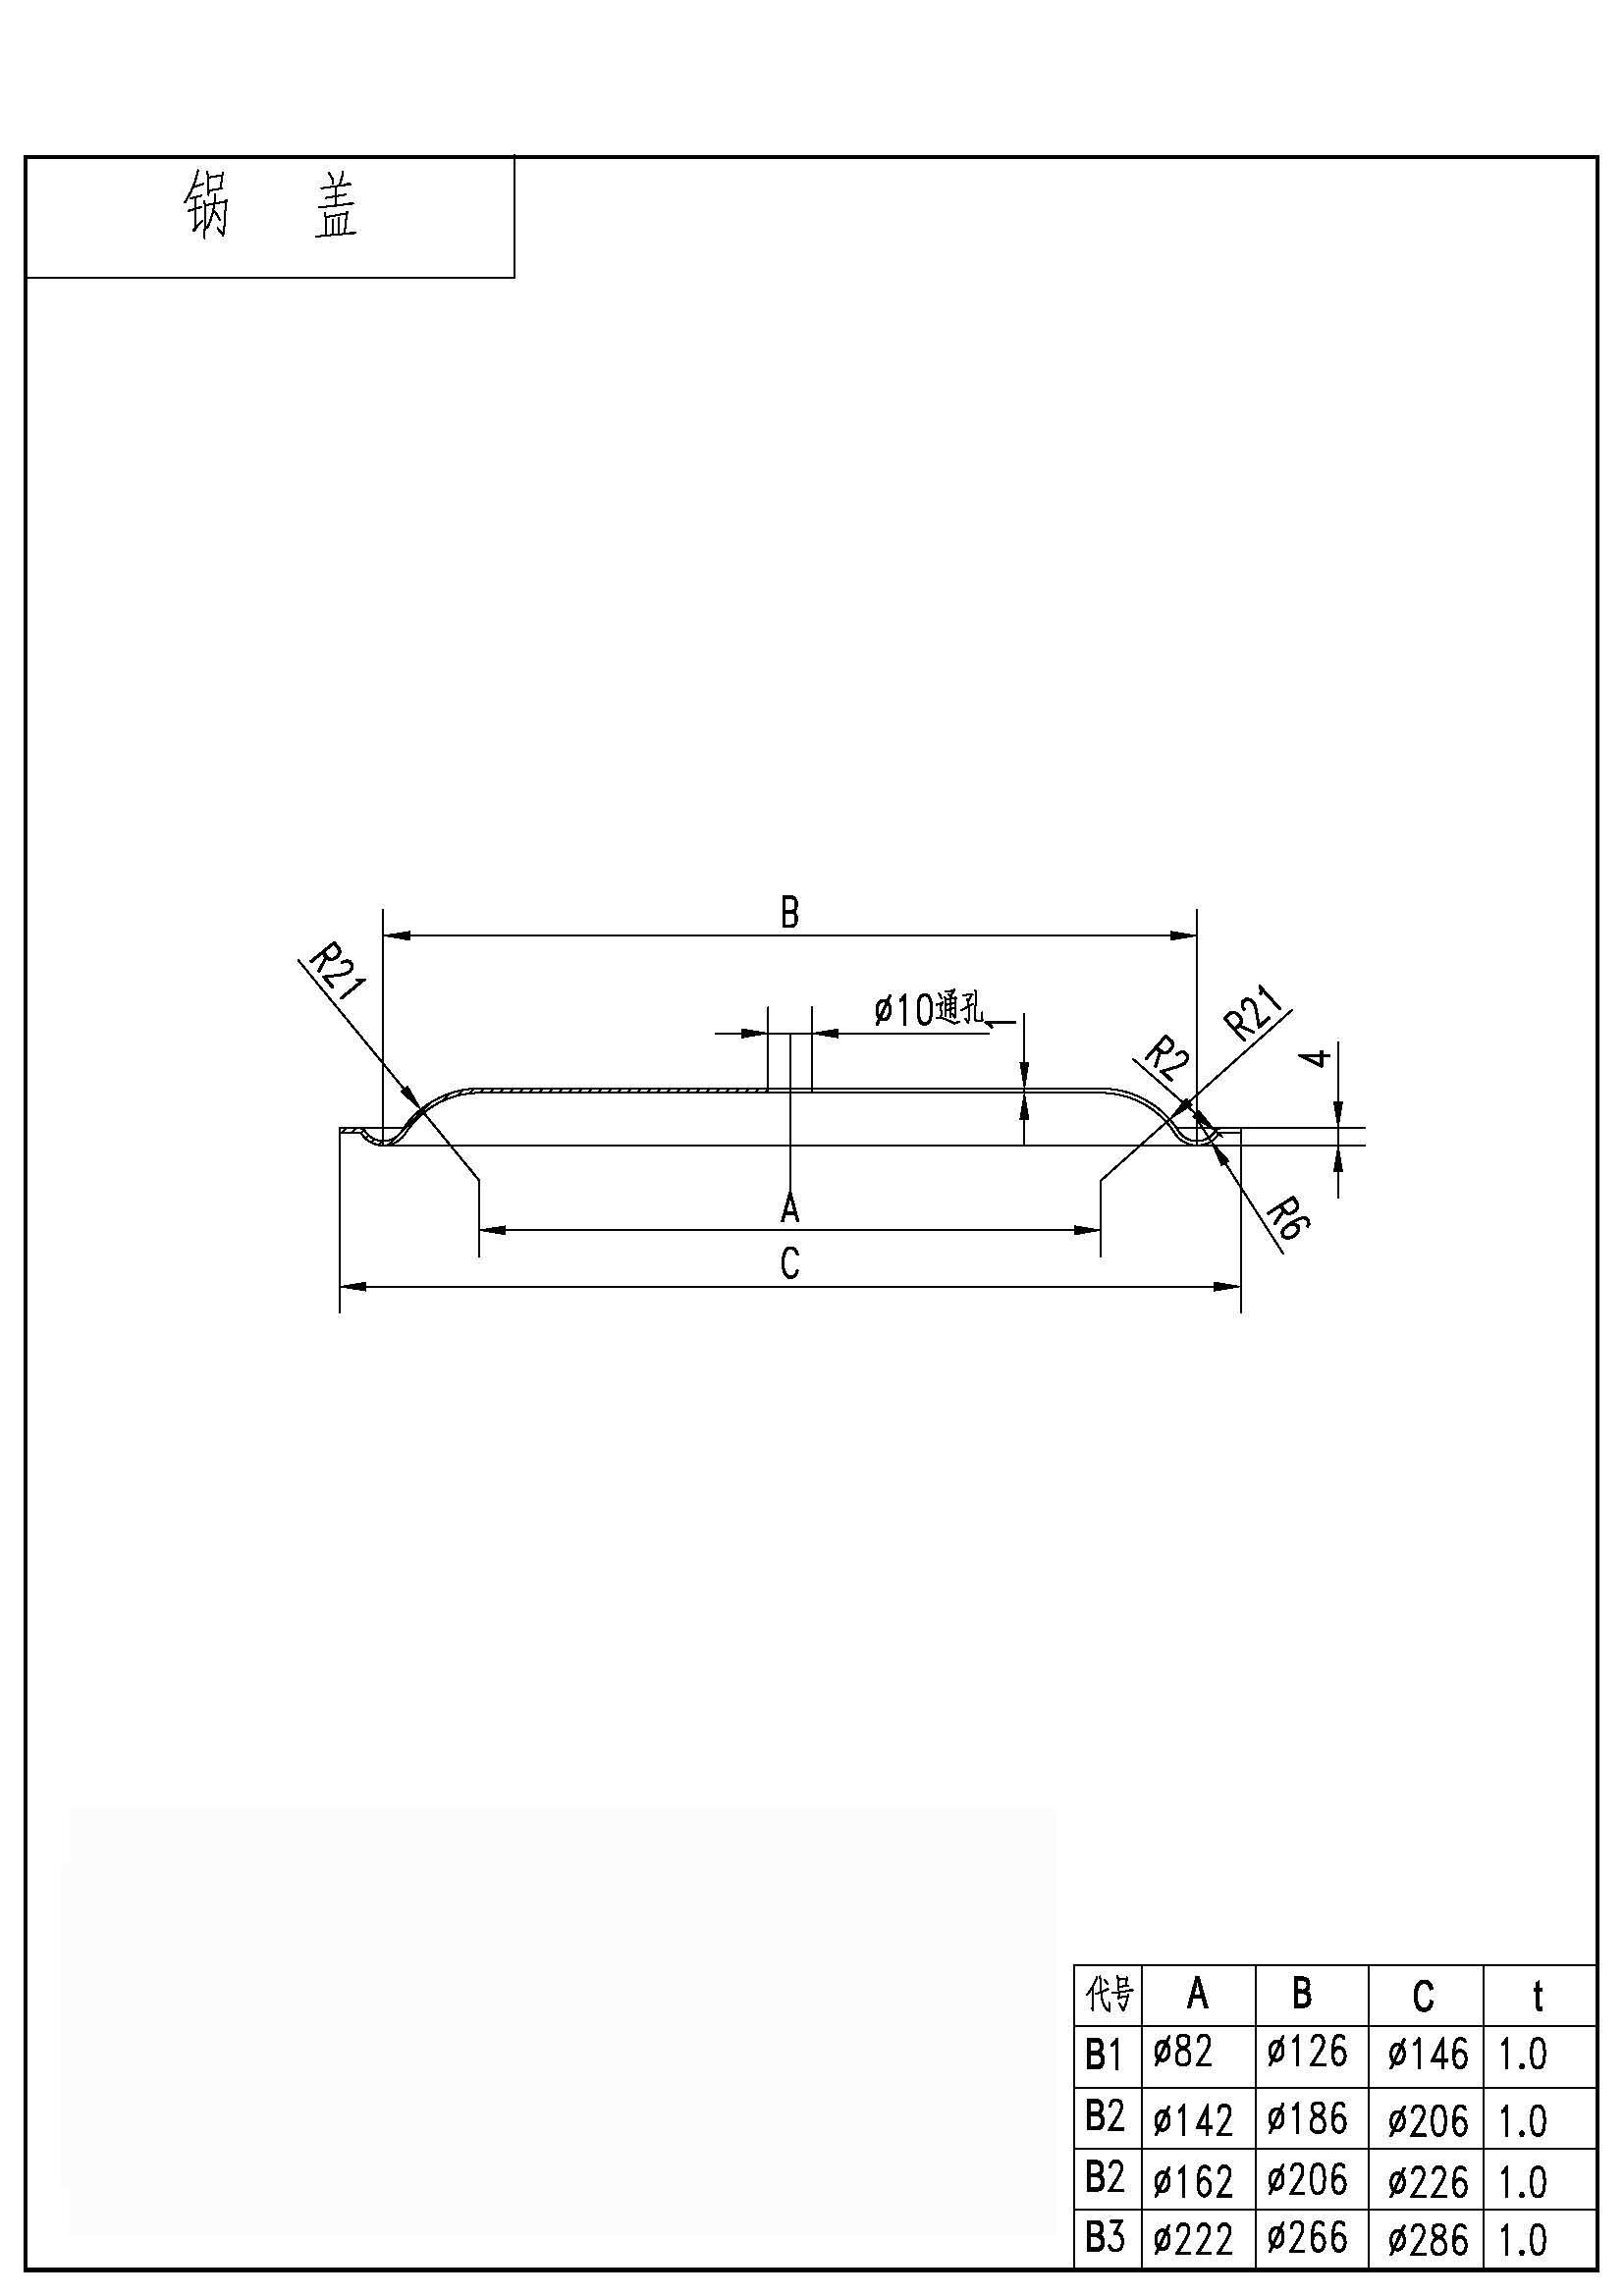 锅 盖
B
R21
ø10通孔
1
R2
R21
4
A
R6
C
代号 A B C t
B1 ø82 ø126 ø146 1.0
B2 ø142 ø186 ø206 1.0
B2 ø162 ø206 ø226 1.0
B3 ø222 ø266 ø286 1.0